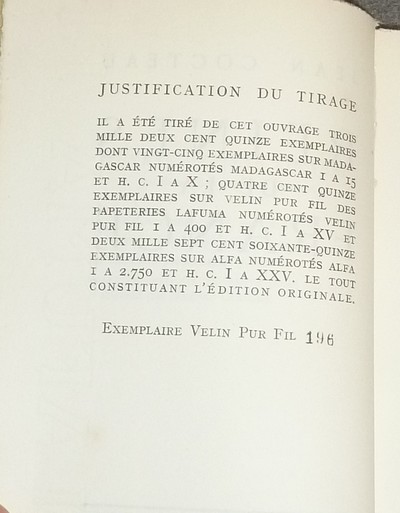 JUSTIFICATION DU TIRAGE
IL A ÉTÉ TIRÉ DE CET OUVRAGE TROIS
MILLE DEUX CENT QUINZE EXEMPLAIRES
DONT VINGT-CINQ EXEMPLAIRES SUR MADA-
GASCAR NUMÉROTÉS MADAGASCAR 1 A 15
ET H. C. I A X ; QUATRE CENT QUINZE
EXEMPLAIRES SUR VELIN PUR FIL DES
PAPETERIES LAFUMA NUMÉROTÉS VELIN
PUR FIL 1 A 400 ET H. C. I A XV ET
DEUX MILLE SEPT CENT SOIXANTE-QUINZE
EXEMPLAIRES SUR ALFA NUMÉROTÉS ALFA
1 A 2.750 ET H. C. I A XXV. LE TOUT
CONSTITUANT L'ÉDITION ORIGINALE.
EXEMPLAIRE VELIN PUR FIL 196